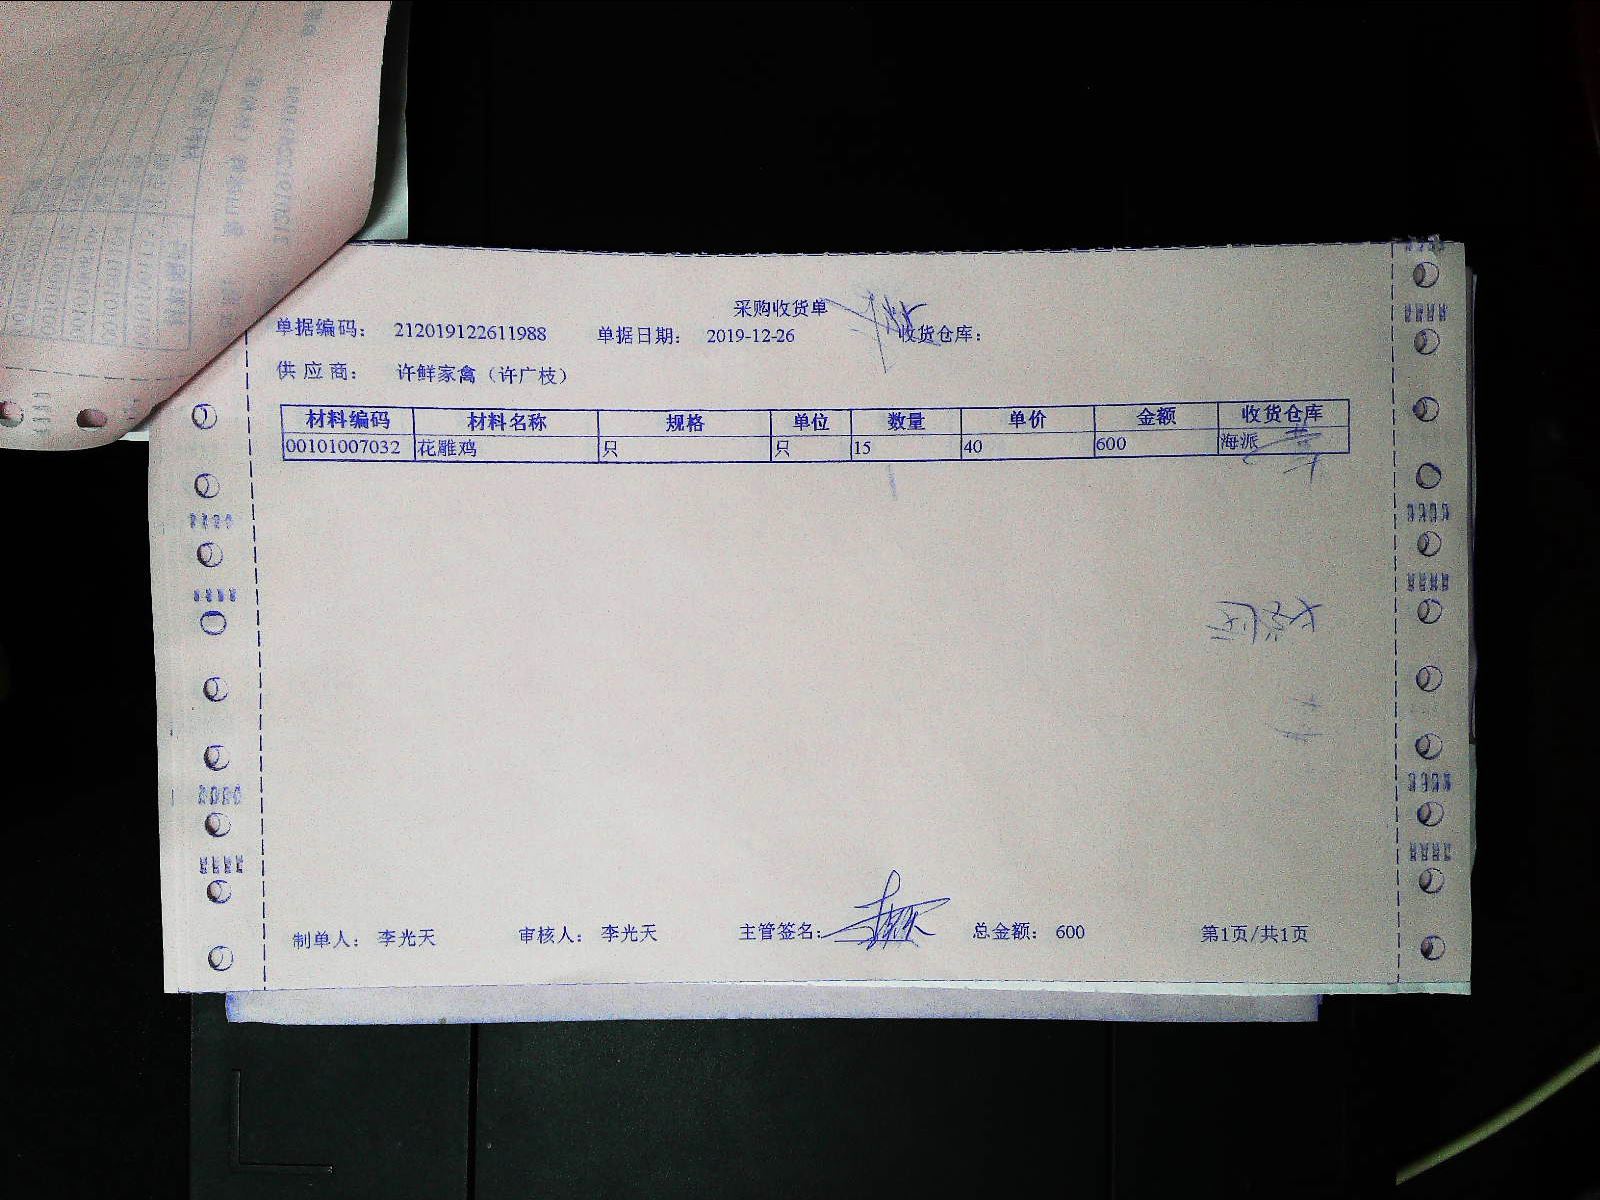 采购收货单
单据编码: 212019122611988 单据日期: 2019-12-26 收货仓库:
供应商: 许鲜家禽(许广枝)
材料编码 材料名称 规格 单位 数量 单价 金额 收货仓库
00101007032 花雕鸡 只 只 15 40 600 海派
制单人: 李光天 审核人: 李光天 主管签名: 总金额: 600 第1页/共1页